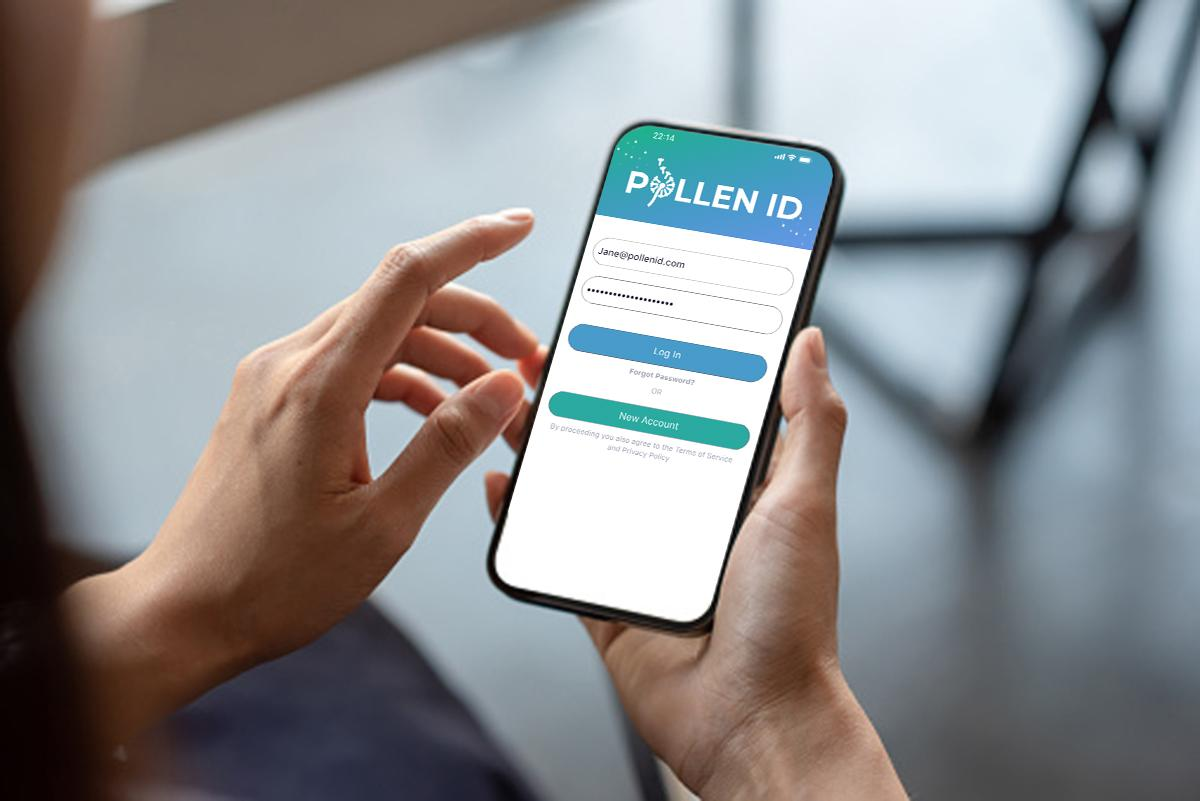 22:14
POLLEN ID
Jane@pollenid.com
••••••••••••••••••••
Log In
Forgot Password?
OR
New Account
By proceeding you also agree to the Terms of Service
and Privacy Policy